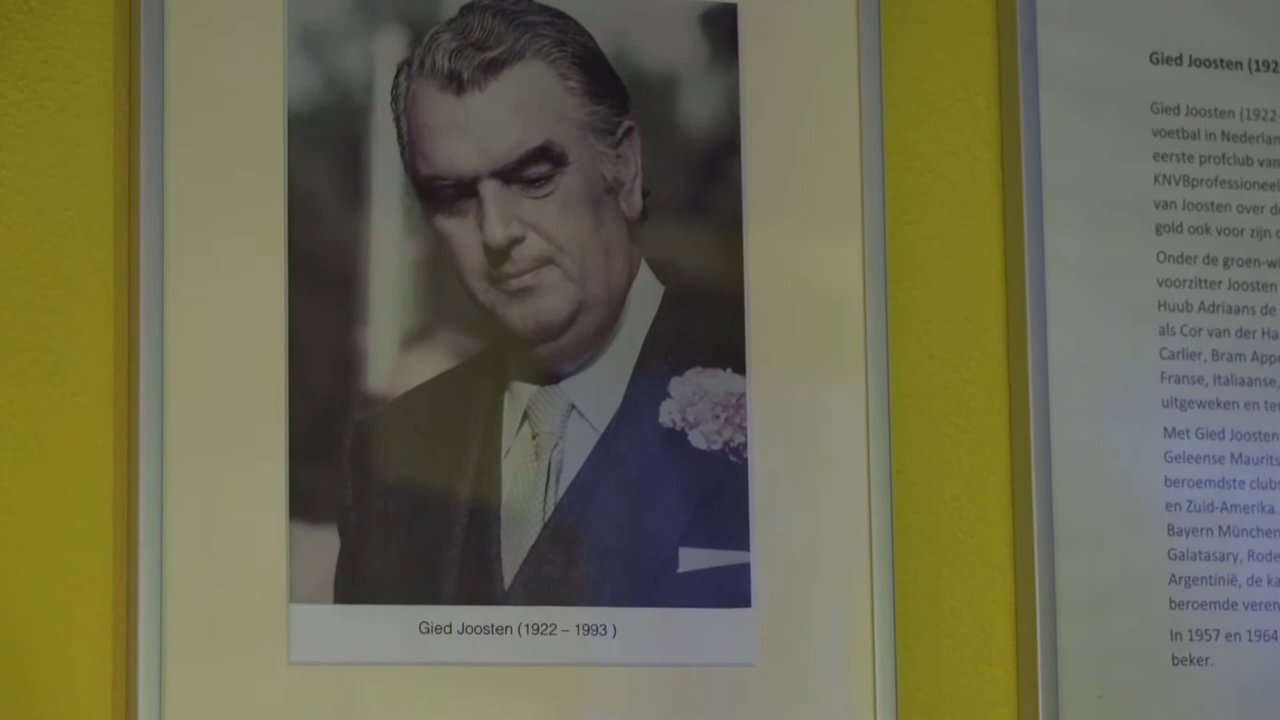 Gied Joosten (1922 – 1993 )
Gied Joosten (192
Gied Joosten (1922-
voetbal in Nederlan
eerste profclub van
KNVBprofessioneel
van Joosten over de
gold ook voor zijn
Onder de groen-wi
voorzitter Joosten
Huub Adriaans de
als Cor van der Ha
Carlier, Bram Appe
Franse, Italiaanse,
uitgeweken en te
Met Gied Joosten
Geleense Maurits
beroemdste clubs
en Zuid-Amerika.
Bayern München
Galatasary, Rode
Argentinië, de ka
beroemde veren
In 1957 en 1964
beker.